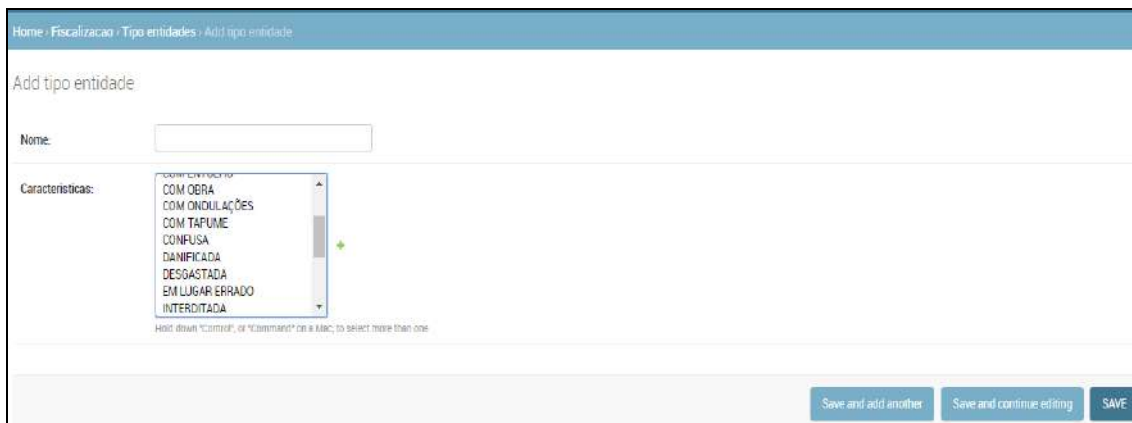 Home › Fiscalizacao › Tipo entidades › Add tipo entidade
Add tipo entidade
Nome:
Caracteristicas:
COM ENTULHO
COM OBRA
COM ONDULAÇÕES
COM TAPUME
CONFUSA
DANIFICADA
DESGASTADA
EM LUGAR ERRADO
INTERDITADA
Hold down "Control", or "Command" on a Mac, to select more than one.
Save and add another
Save and continue editing
SAVE